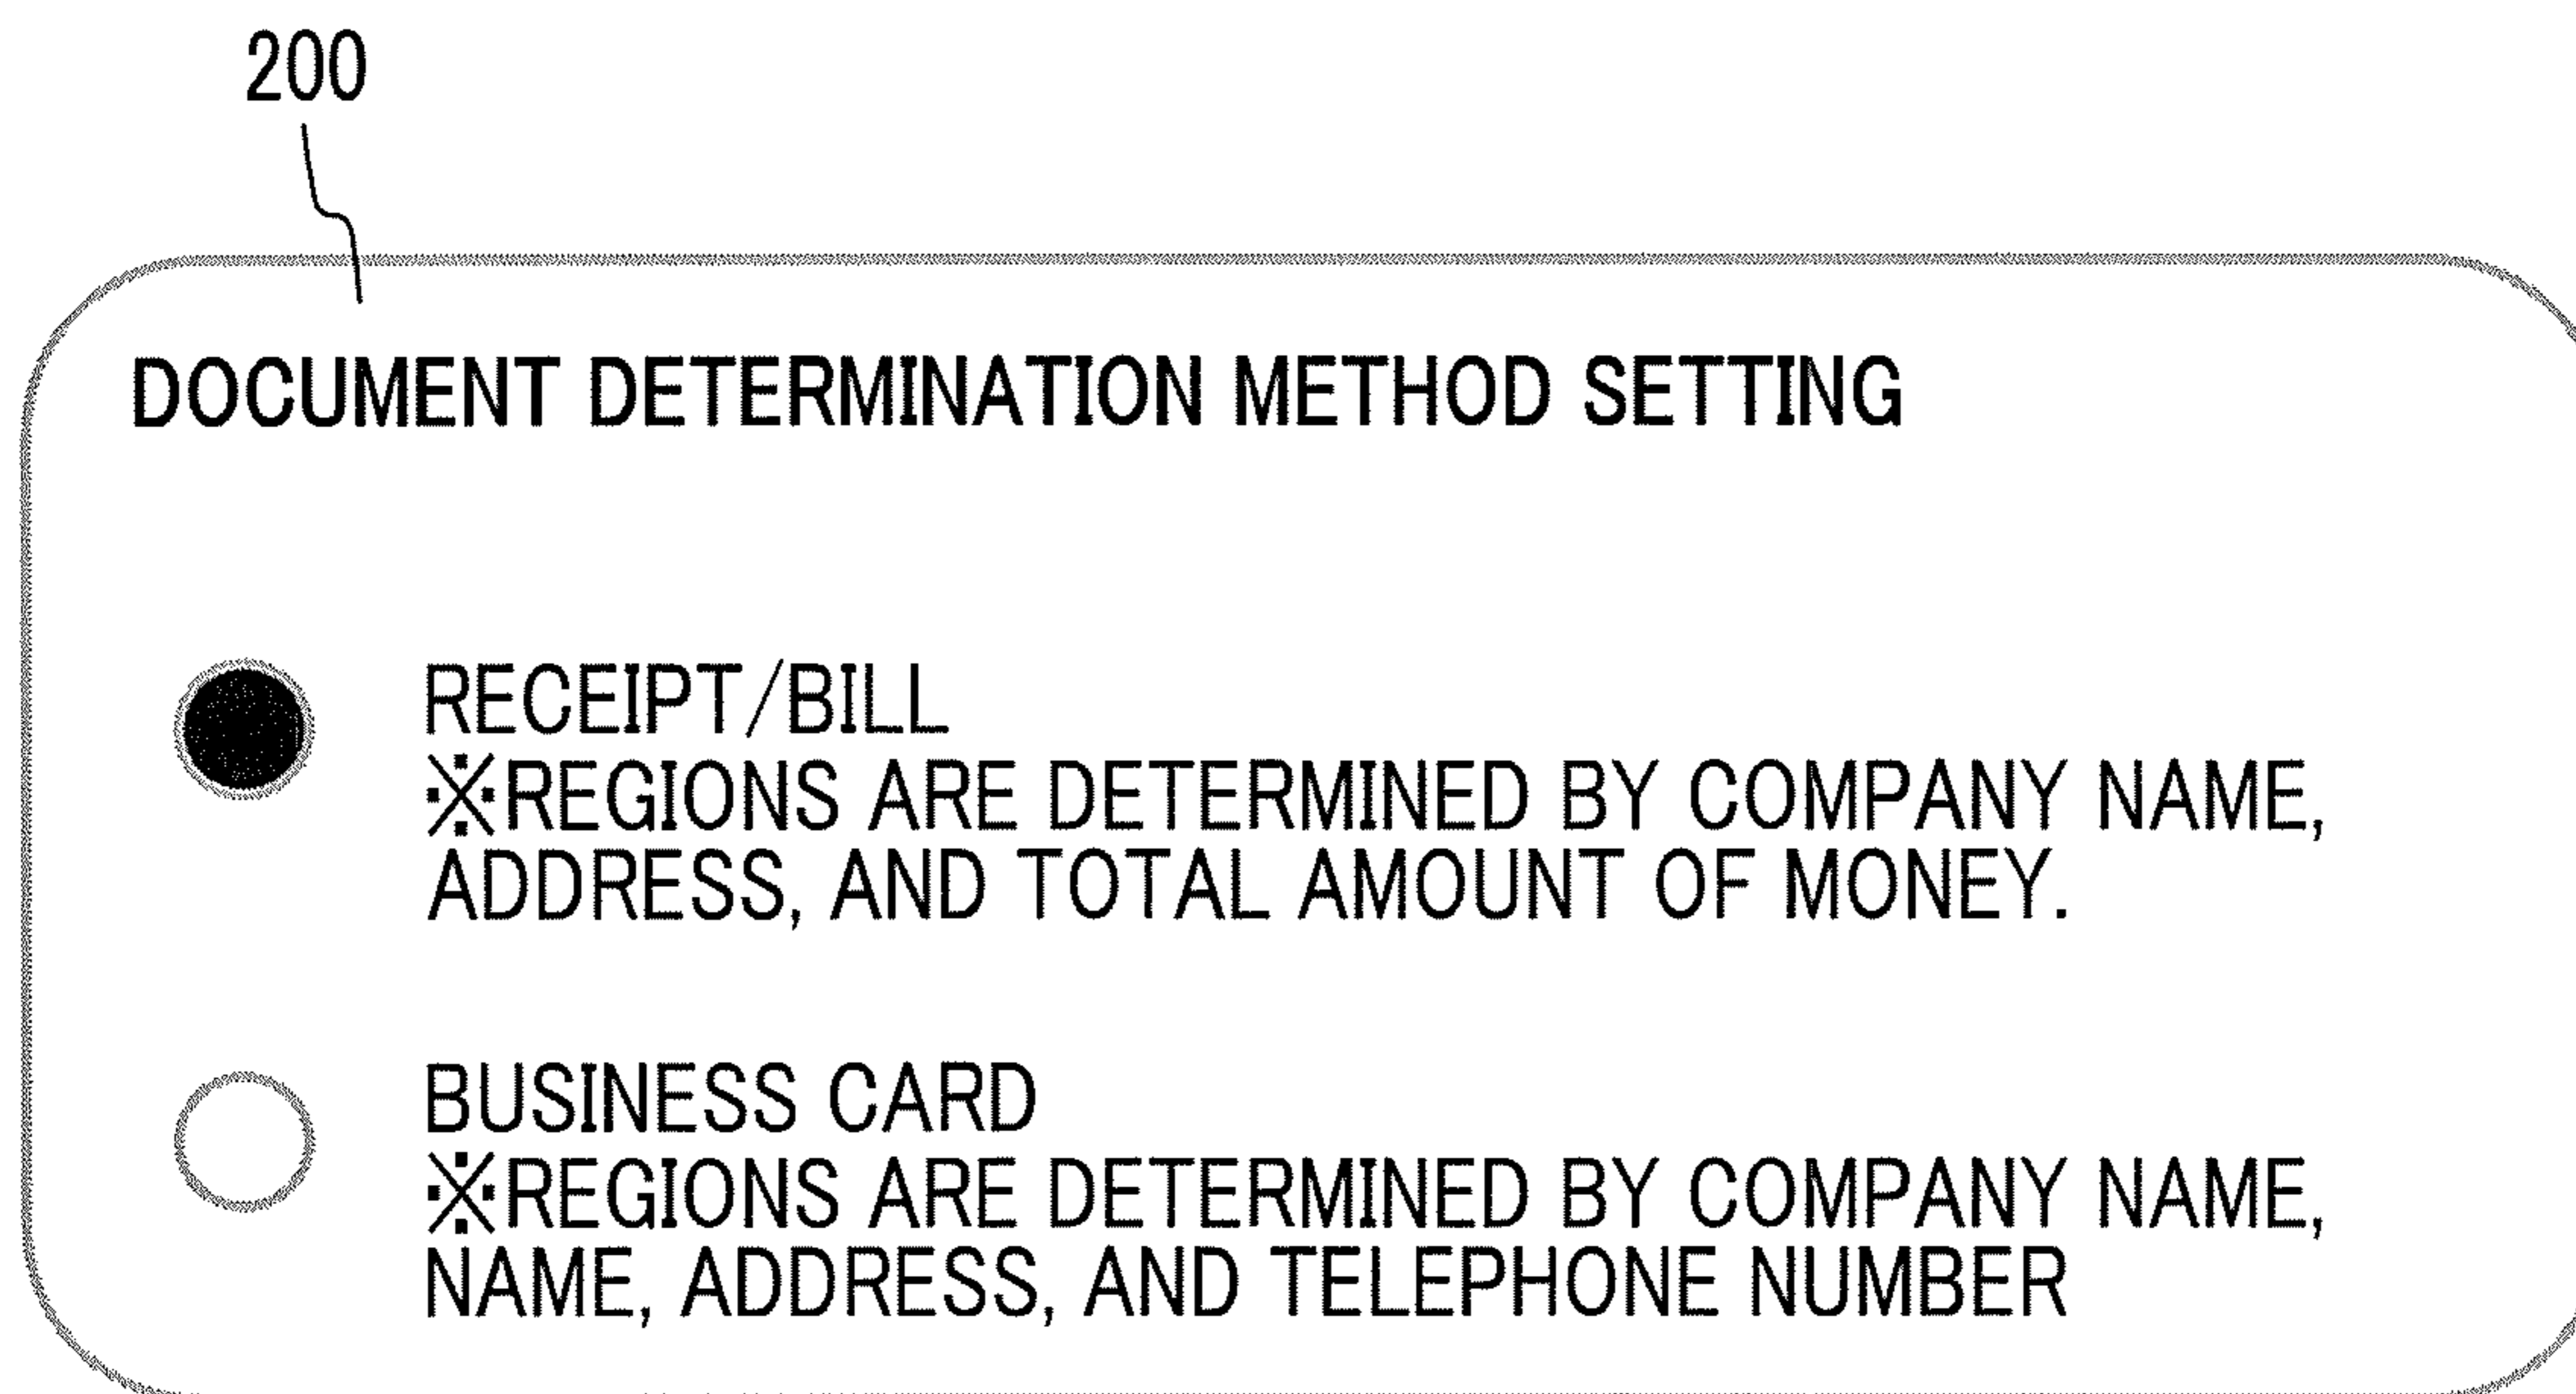 200
DOCUMENT DETERMINATION METHOD SETTING
RECEIPT/BILL
※REGIONS ARE DETERMINED BY COMPANY NAME,
ADDRESS, AND TOTAL AMOUNT OF MONEY.
BUSINESS CARD
※REGIONS ARE DETERMINED BY COMPANY NAME,
NAME, ADDRESS, AND TELEPHONE NUMBER